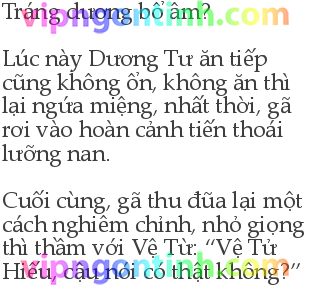 Tráng dương bổ âm?
vipngontinh.com
Lúc này Dương Tư ăn tiếp
cũng không ổn, không ăn thì
lại ngứa miệng, nhất thời, gã
rơi vào hoàn cảnh tiến thoái
lưỡng nan.
Cuối cùng, gã thu đũa lại một
cách nghiêm chỉnh, nhỏ giọng
thì thầm với Vệ Từ: “Vệ Tử
Hiếu, cậu nói có thật không?”
vipngontinh.com